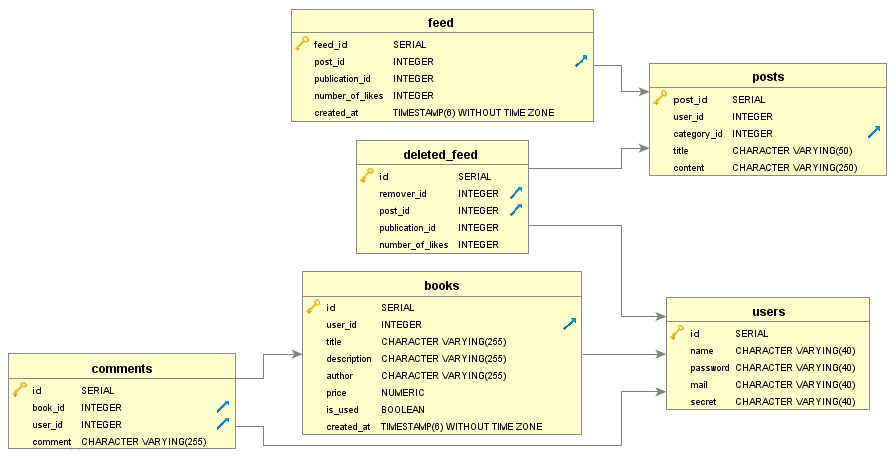 feed
feed_id SERIAL
post_id INTEGER
publication_id INTEGER
number_of_likes INTEGER
created_at TIMESTAMP(6) WITHOUT TIME ZONE
posts
post_id SERIAL
user_id INTEGER
category_id INTEGER
title CHARACTER VARYING(50)
content CHARACTER VARYING(250)
deleted_feed
id SERIAL
remover_id INTEGER
post_id INTEGER
publication_id INTEGER
number_of_likes INTEGER
books
id SERIAL
user_id INTEGER
title CHARACTER VARYING(255)
description CHARACTER VARYING(255)
author CHARACTER VARYING(255)
price NUMERIC
is_used BOOLEAN
created_at TIMESTAMP(6) WITHOUT TIME ZONE
users
id SERIAL
name CHARACTER VARYING(40)
password CHARACTER VARYING(40)
mail CHARACTER VARYING(40)
secret CHARACTER VARYING(40)
comments
id SERIAL
book_id INTEGER
user_id INTEGER
comment CHARACTER VARYING(255)